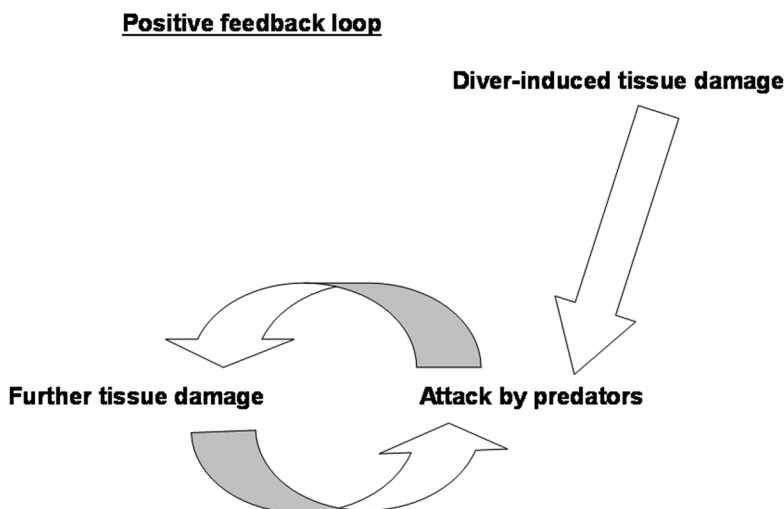 Positive feedback loop
Diver-induced tissue damage
Further tissue damage
Attack by predators